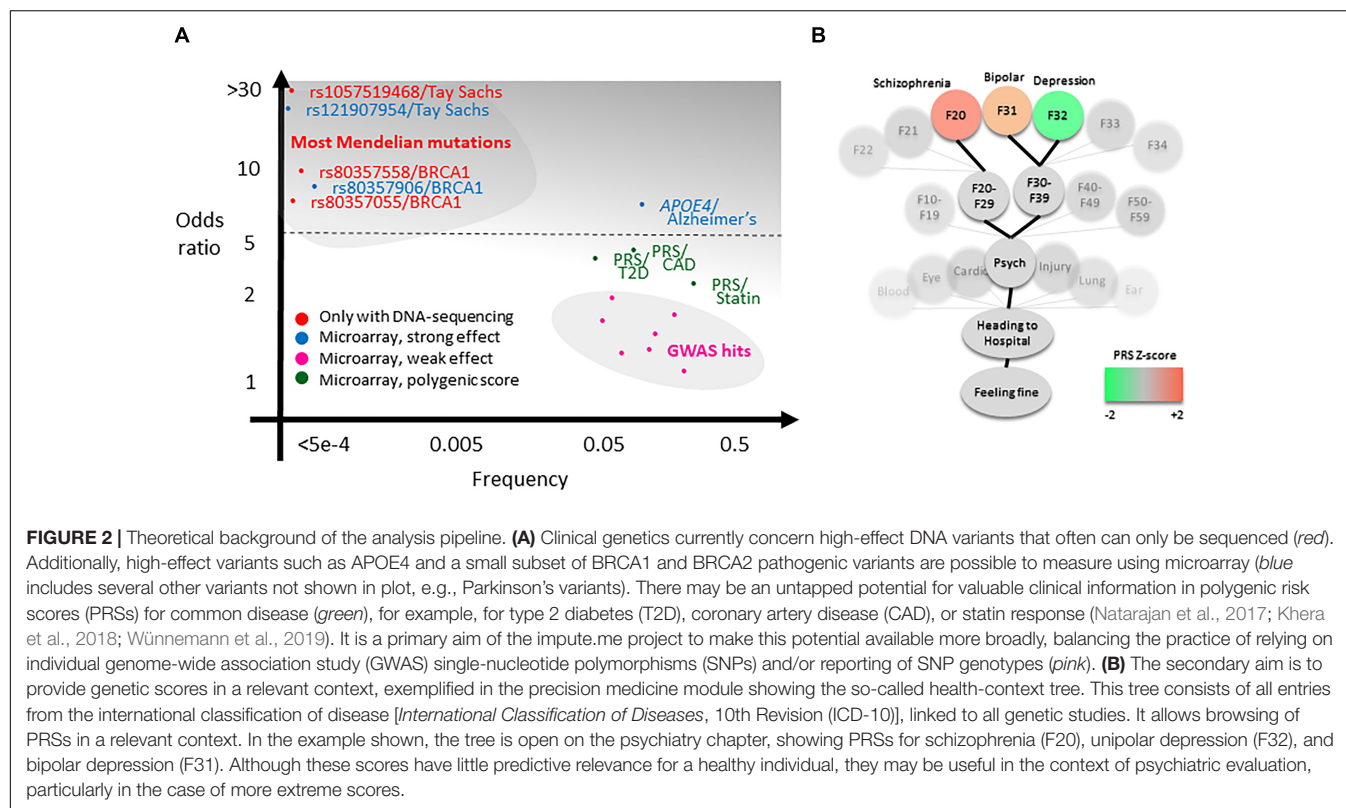 A
>30
10
Odds
ratio
5
2
1
rs1057519468/Tay Sachs
rs121907954/Tay Sachs
Most Mendelian mutations
rs80357558/BRCA1
rs80357906/BRCA1
rs80357055/BRCA1
APOE4/
Alzheimer's
PRS/
T2D
PRS/
CAD
PRS/
Statin
GWAS hits
Only with DNA-sequencing
Microarray, strong effect
Microarray, weak effect
Microarray, polygenic score
<5e-4
0.005
0.05
0.5
Frequency
B
Schizophrenia
Bipolar
Depression
F22
F21
F20
F31
F32
F33
F34
F10-
F19
F20-
F29
F30-
F39
F40-
F49
F50-
F59
Blood
Eye
Cardio
Psych
Injury
Lung
Ear
Heading to
Hospital
Feeling fine
PRS Z-score
-2
+2
FIGURE 2 | Theoretical background of the analysis pipeline. (A) Clinical genetics currently concern high-effect DNA variants that often can only be sequenced (red).
Additionally, high-effect variants such as APOE4 and a small subset of BRCA1 and BRCA2 pathogenic variants are possible to measure using microarray (blue
includes several other variants not shown in plot, e.g., Parkinson's variants). There may be an untapped potential for valuable clinical information in polygenic risk
scores (PRSs) for common disease (green), for example, for type 2 diabetes (T2D), coronary artery disease (CAD), or statin response (Natarajan et al., 2017; Khera
et al., 2018; Wünnemann et al., 2019). It is a primary aim of the impute.me project to make this potential available more broadly, balancing the practice of relying on
individual genome-wide association study (GWAS) single-nucleotide polymorphisms (SNPs) and/or reporting of SNP genotypes (pink). (B) The secondary aim is to
provide genetic scores in a relevant context, exemplified in the precision medicine module showing the so-called health-context tree. This tree consists of all entries
from the international classification of disease [International Classification of Diseases, 10th Revision (ICD-10)], linked to all genetic studies. It allows browsing of
PRSs in a relevant context. In the example shown, the tree is open on the psychiatry chapter, showing PRSs for schizophrenia (F20), unipolar depression (F32), and
bipolar depression (F31). Although these scores have little predictive relevance for a healthy individual, they may be useful in the context of psychiatric evaluation,
particularly in the case of more extreme scores.